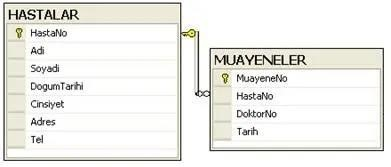 HASTALAR
HastaNo
Adi
Soyadi
DogumTarihi
Cinsiyet
Adres
Tel
MUAYENELER
MuayeneNo
HastaNo
DoktorNo
Tarih